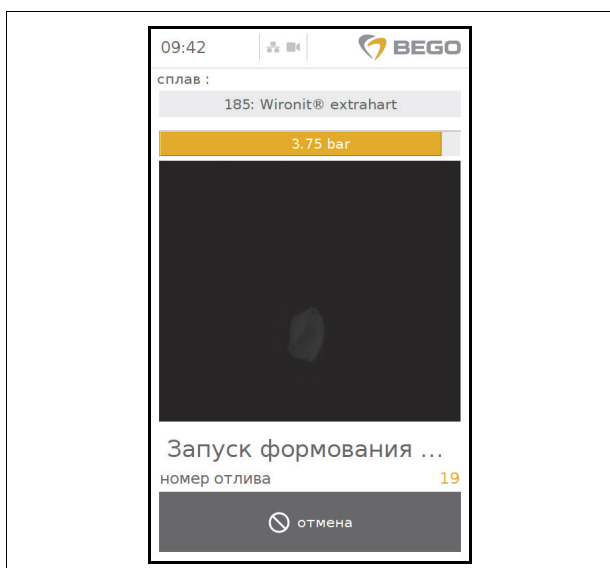 09:42
BEGO
сплав :
185: Wironit® extrahart
3.75 bar
Запуск формования ...
номер отлива 19
отмена